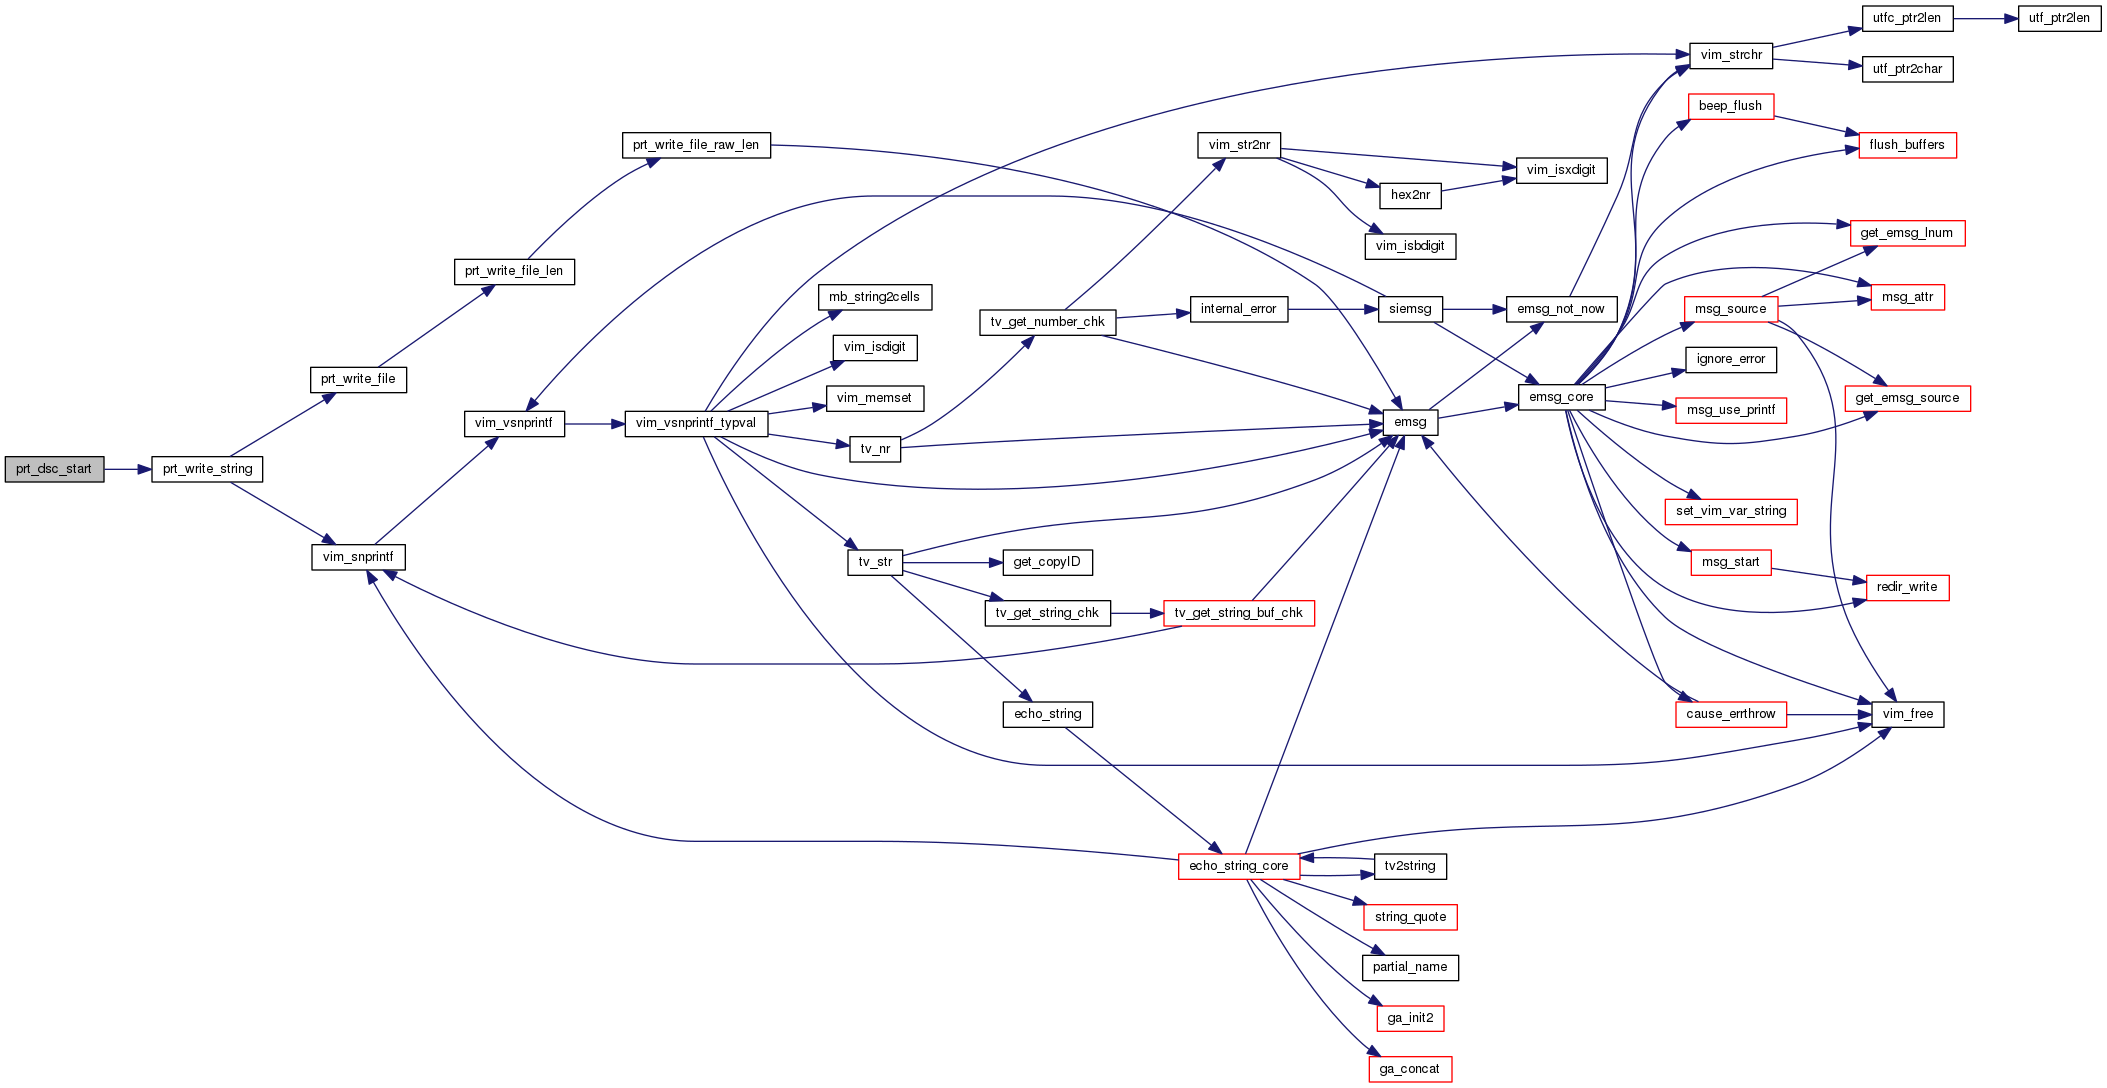 prt_dsc_start
prt_write_string
prt_write_file
vim_snprintf
prt_write_file_len
vim_vsnprintf
prt_write_file_raw_len
vim_vsnprintf_typval
mb_string2cells
vim_isdigit
vim_memset
tv_nr
tv_str
tv_get_number_chk
get_copyID
tv_get_string_chk
echo_string
vim_str2nr
internal_error
tv_get_string_buf_chk
echo_string_core
hex2nr
vim_isbdigit
siemsg
emsg
tv2string
string_quote
partial_name
ga_init2
ga_concat
vim_isxdigit
emsg_not_now
emsg_core
vim_strchr
beep_flush
msg_source
ignore_error
msg_use_printf
set_vim_var_string
msg_start
cause_errthrow
utfc_ptr2len
utf_ptr2char
flush_buffers
get_emsg_lnum
msg_attr
get_emsg_source
redir_write
vim_free
utf_ptr2len